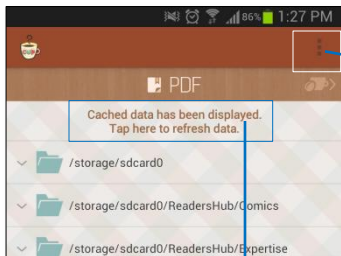 86% 1:27 PM
PDF
Cached data has been displayed.
Tap here to refresh data.
/storage/sdcard0
/storage/sdcard0/ReadersHub/Comics
/storage/sdcard0/ReadersHub/Expertise